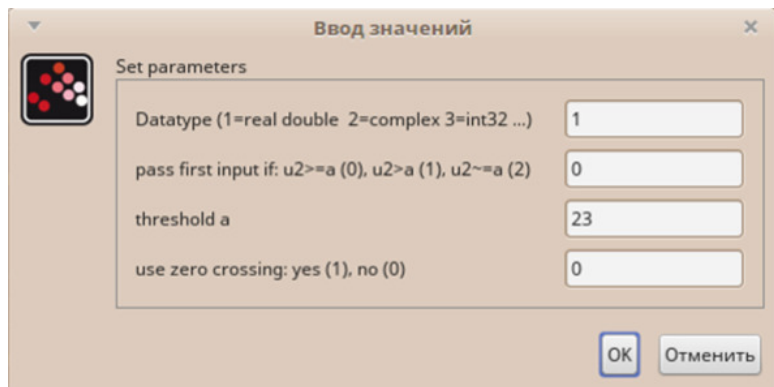 Ввод значений
Set parameters
Datatype (1=real double  2=complex 3=int32 ...) 1
pass first input if: u2>=a (0), u2>a (1), u2~=a (2) 0
threshold a 23
use zero crossing: yes (1), no (0) 0
OK Отменить